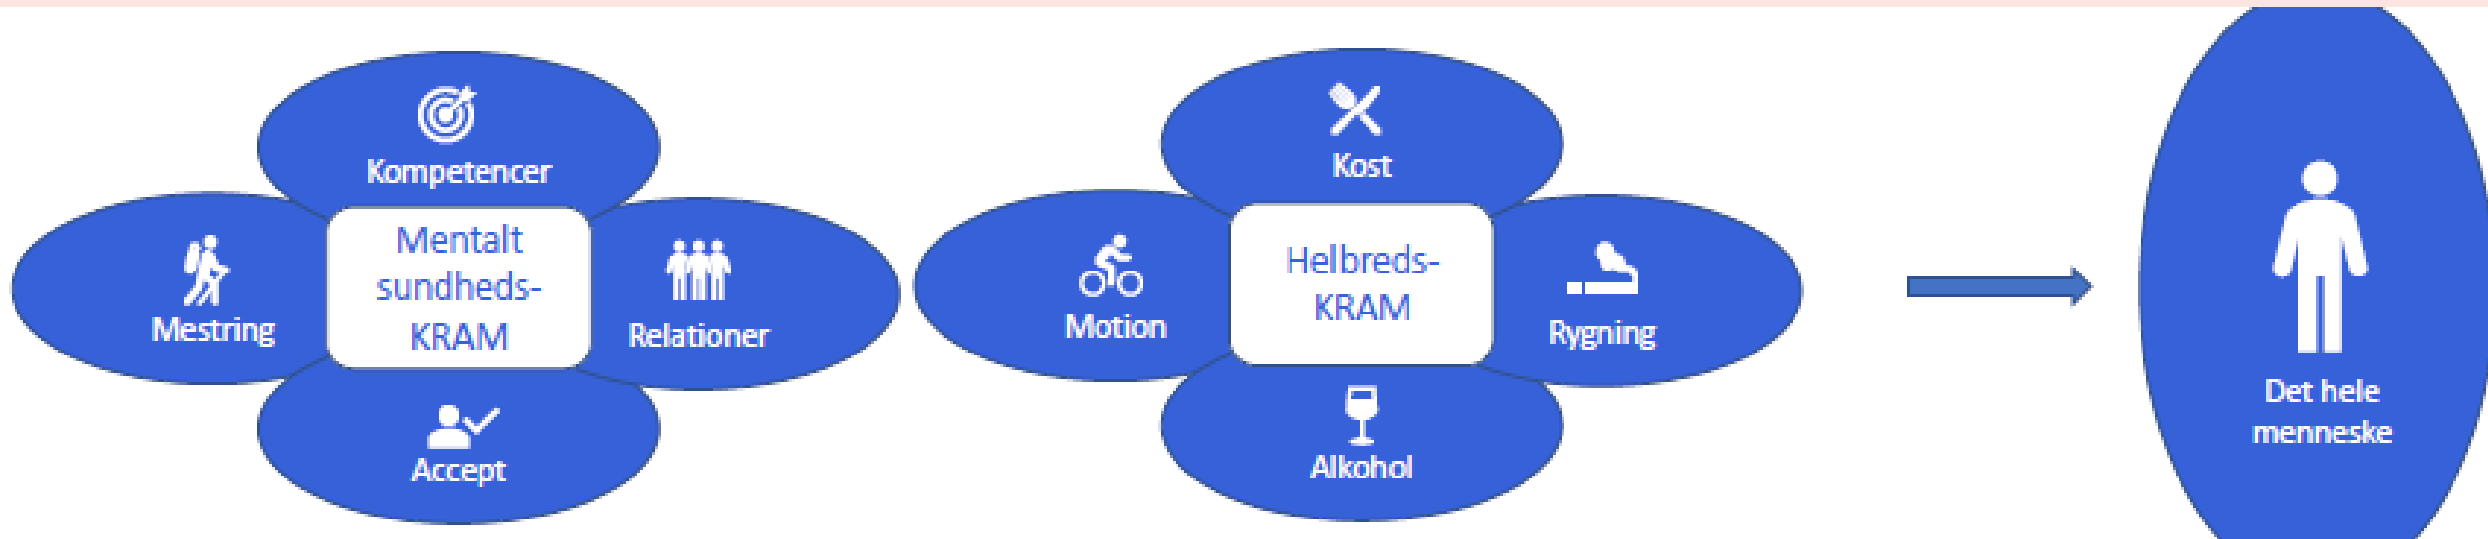 Kompetencer
Mestring
Mentalt
sundheds-
KRAM
Relationer
Accept
Kost
Motion
Helbreds-
KRAM
Rygning
Alkohol
Det hele
menneske